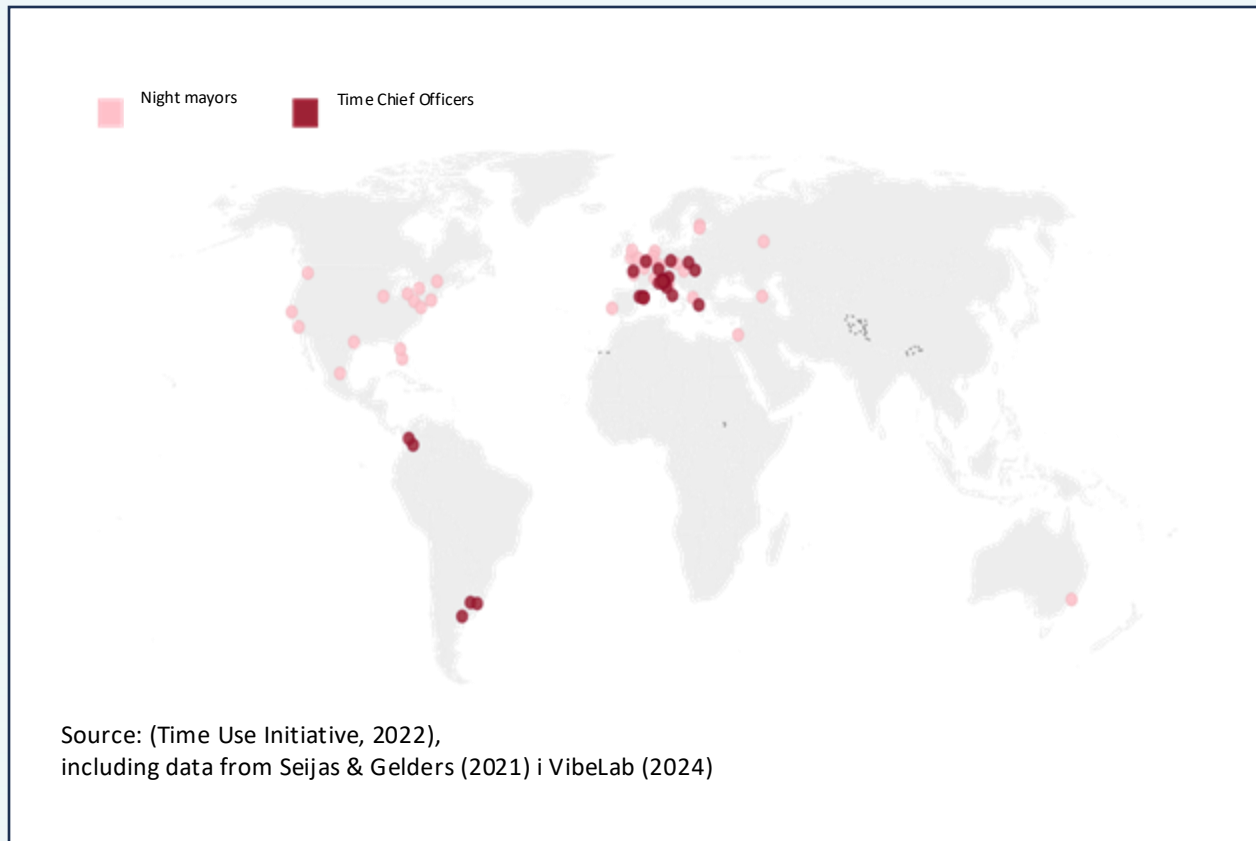 Night mayors
Time Chief Officers
Source: (Time Use Initiative, 2022),
including data from Seijas & Gelders (2021) i VibeLab (2024)